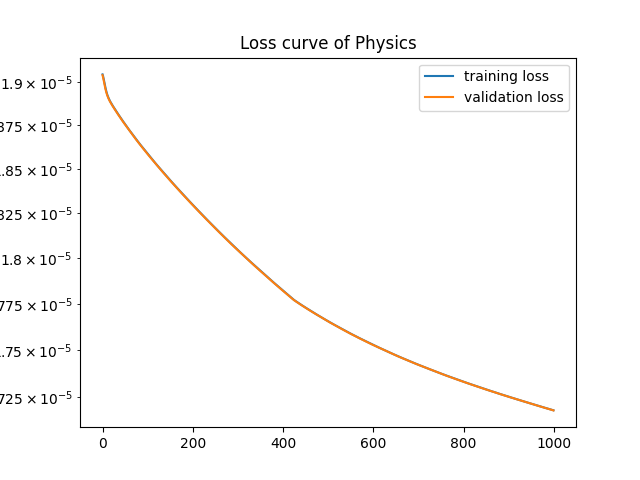 Loss curve of Physics
training loss
validation loss
1.9 × 10⁻⁵
375 × 10⁻⁵
.85 × 10⁻⁵
325 × 10⁻⁵
1.8 × 10⁻⁵
775 × 10⁻⁵
.75 × 10⁻⁵
725 × 10⁻⁵
0 200 400 600 800 1000